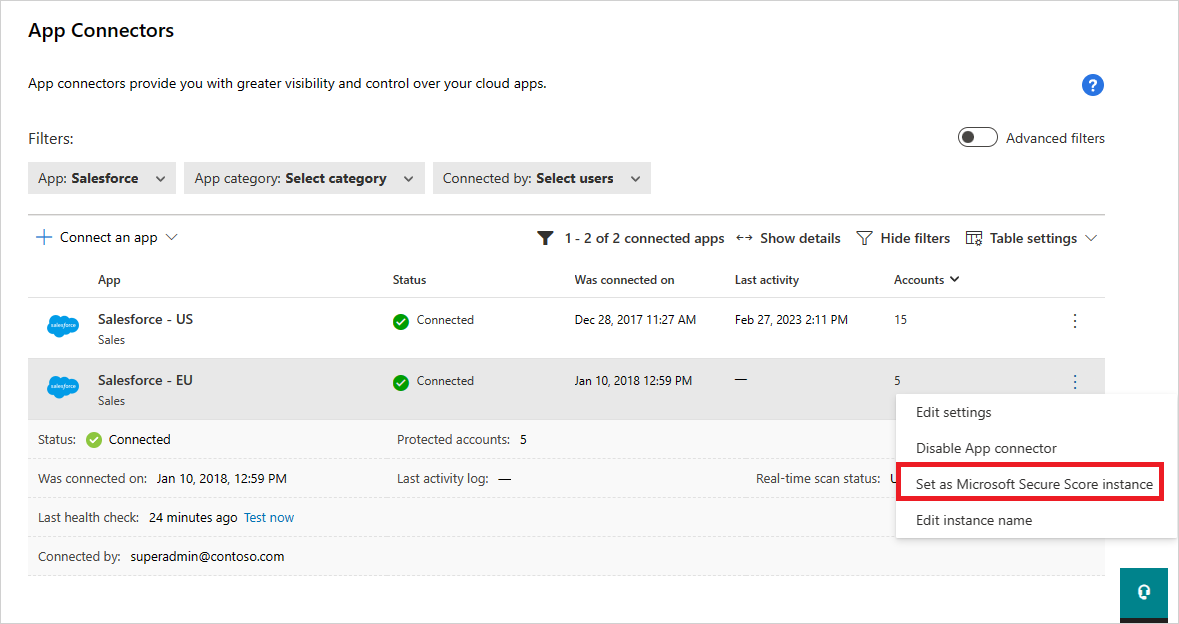 App Connectors
App connectors provide you with greater visibility and control over your cloud apps.
?
Filters:
Advanced filters
App: Salesforce
App category: Select category
Connected by: Select users
Connect an app
1 - 2 of 2 connected apps
Show details
Hide filters
Table settings
App Status Was connected on Last activity Accounts
salesforce
Salesforce - US Connected Dec 28, 2017 11:27 AM Feb 27, 2023 2:11 PM 15
Sales
salesforce
Salesforce - EU Connected Jan 10, 2018 12:59 PM — 5
Sales
Edit settings
Disable App connector
Set as Microsoft Secure Score instance
Edit instance name
Status: Connected Protected accounts: 5
Was connected on: Jan 10, 2018, 12:59 PM Last activity log: — Real-time scan status:
Last health check: 24 minutes ago Test now
Connected by: superadmin@contoso.com